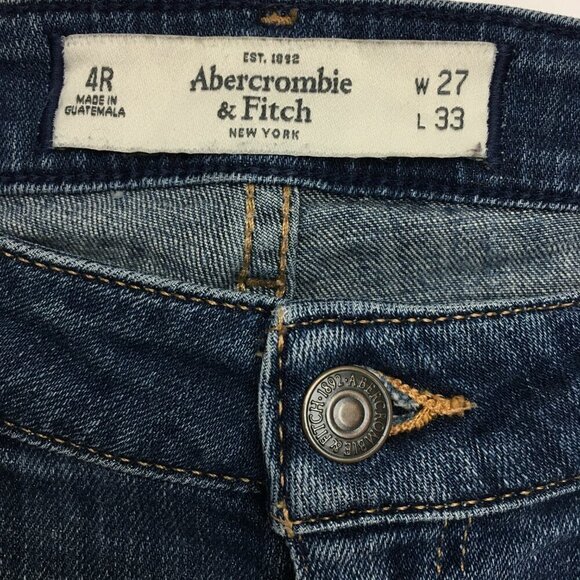 4R
MADE IN
GUATEMALA
EST. 1892
Abercrombie
& Fitch
NEW YORK
W 27
L 33
ABERCROMBIE & FITCH · 1892 ·